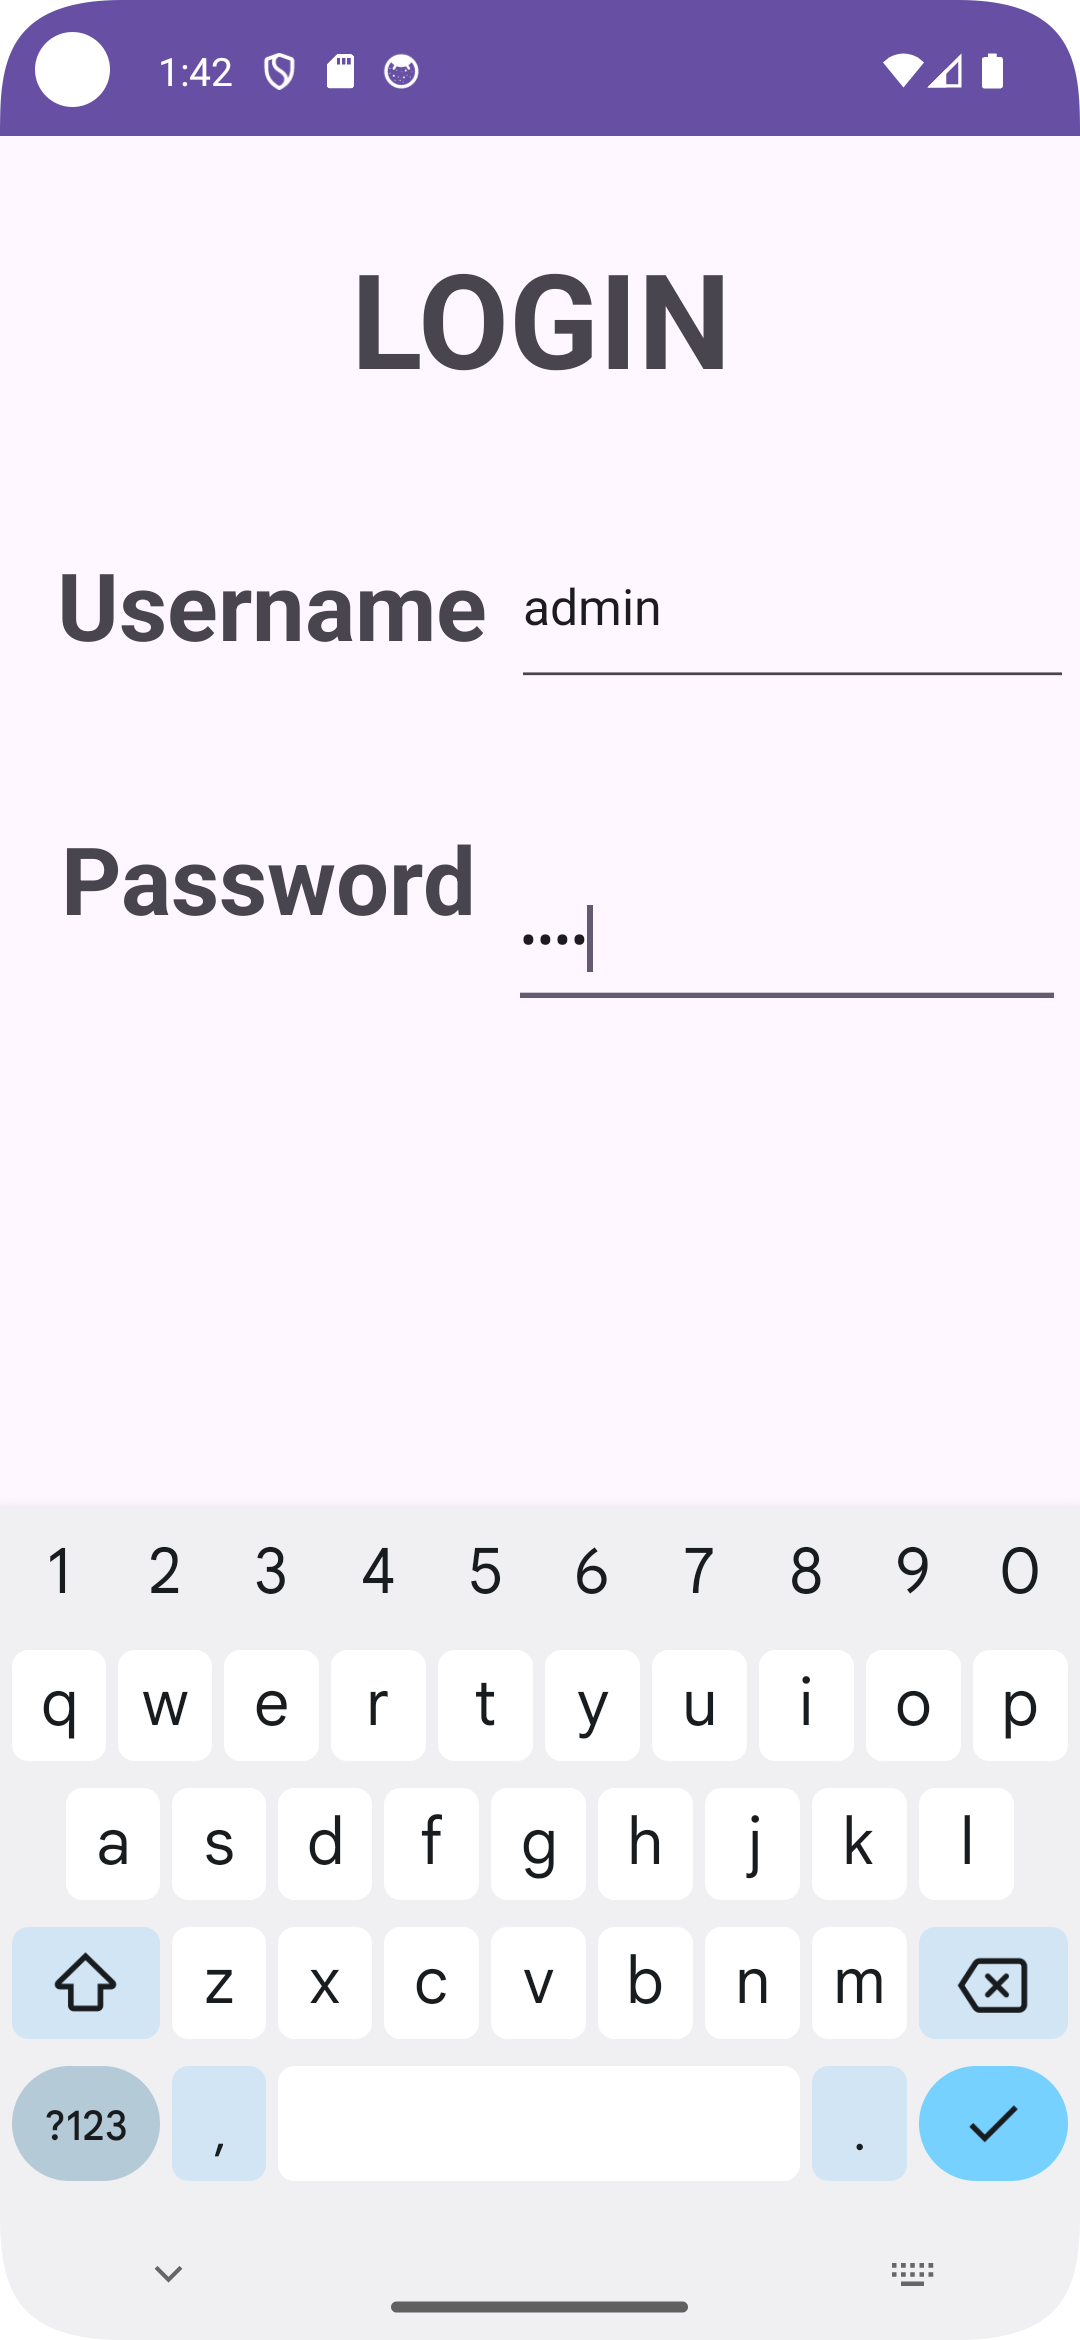 1:42
LOGIN
Username admin
Password ••••
1 2 3 4 5 6 7 8 9 0
q w e r t y u i o p
a s d f g h j k l
z x c v b n m
?123 , .